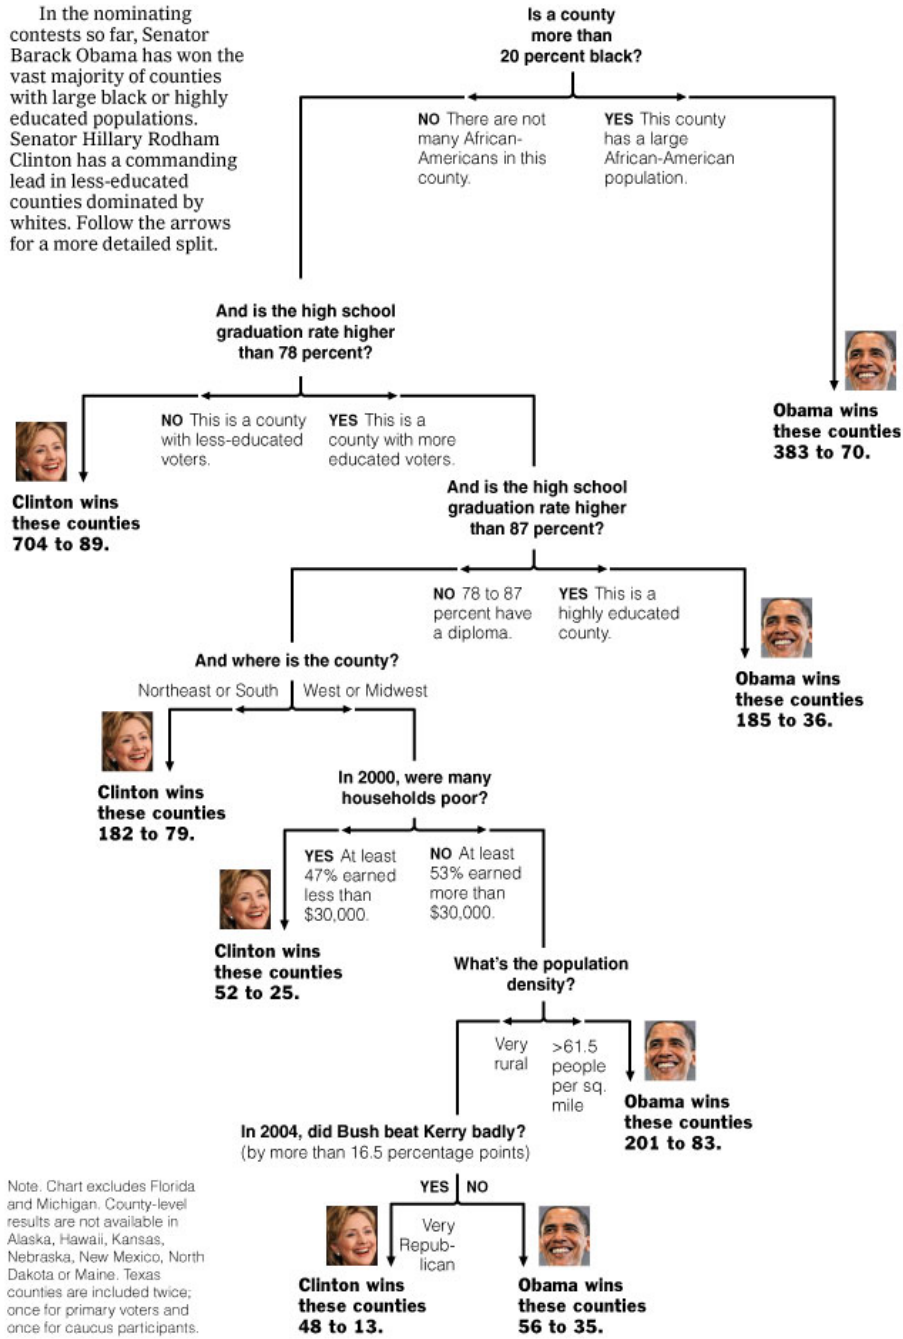 In the nominating
contests so far, Senator
Barack Obama has won the
vast majority of counties
with large black or highly
educated populations.
Senator Hillary Rodham
Clinton has a commanding
lead in less-educated
counties dominated by
whites. Follow the arrows
for a more detailed split.
Is a county
more than
20 percent black?
NO There are not
many African-
Americans in this
county.
YES This county
has a large
African-American
population.
Obama wins
these counties
383 to 70.
And is the high school
graduation rate higher
than 78 percent?
NO This is a county
with less-educated
voters.
YES This is a
county with more
educated voters.
Clinton wins
these counties
704 to 89.
And is the high school
graduation rate higher
than 87 percent?
NO 78 to 87
percent have
a diploma.
YES This is a
highly educated
county.
Obama wins
these counties
185 to 36.
And where is the county?
Northeast or South
West or Midwest
Clinton wins
these counties
182 to 79.
In 2000, were many
households poor?
YES At least
47% earned
less than
$30,000.
NO At least
53% earned
more than
$30,000.
Clinton wins
these counties
52 to 25.
What's the population
density?
Very
rural
>61.5
people
per sq.
mile
Obama wins
these counties
201 to 83.
In 2004, did Bush beat Kerry badly?
(by more than 16.5 percentage points)
YES
NO
Very
Repub-
lican
Clinton wins
these counties
48 to 13.
Obama wins
these counties
56 to 35.
Note. Chart excludes Florida
and Michigan. County-level
results are not available in
Alaska, Hawaii, Kansas,
Nebraska, New Mexico, North
Dakota or Maine. Texas
counties are included twice;
once for primary voters and
once for caucus participants.